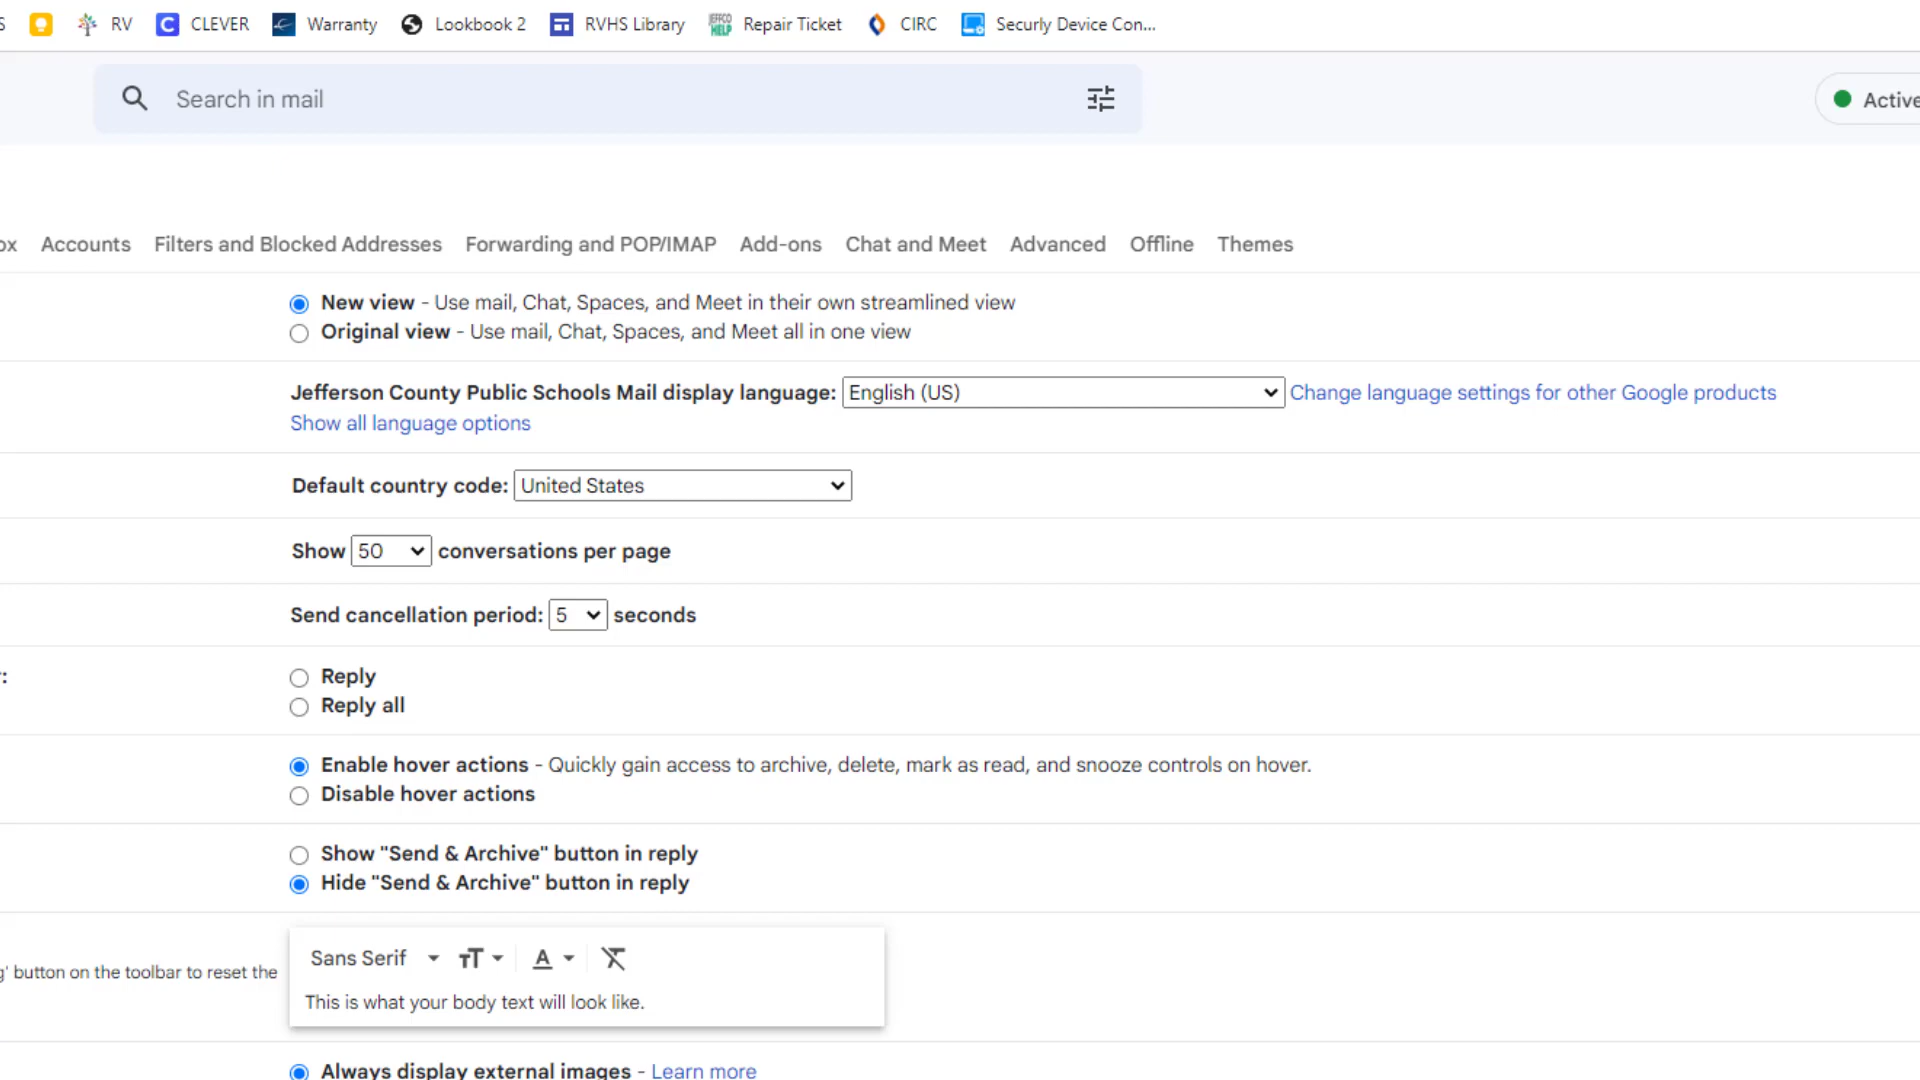 S RV CLEVER Warranty Lookbook 2 RVHS Library JEFFCO HELP Repair Ticket CIRC Securly Device Con...
Search in mail
Active
ox Accounts Filters and Blocked Addresses Forwarding and POP/IMAP Add-ons Chat and Meet Advanced Offline Themes
New view - Use mail, Chat, Spaces, and Meet in their own streamlined view
Original view - Use mail, Chat, Spaces, and Meet all in one view
Jefferson County Public Schools Mail display language: English (US) Change language settings for other Google products
Show all language options
Default country code: United States
Show 50 conversations per page
Send cancellation period: 5 seconds
r: Reply
Reply all
Enable hover actions - Quickly gain access to archive, delete, mark as read, and snooze controls on hover.
Disable hover actions
Show "Send & Archive" button in reply
Hide "Send & Archive" button in reply
Sans Serif
g' button on the toolbar to reset the
This is what your body text will look like.
Always display external images - Learn more